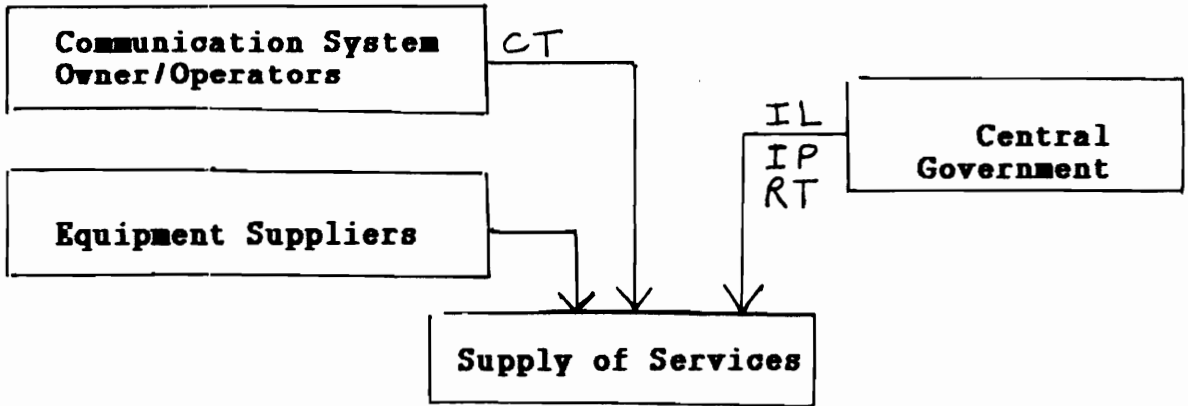 Communication System
Owner/Operators
CT
IL
IP
RT
Central
Government
Equipment Suppliers
Supply of Services